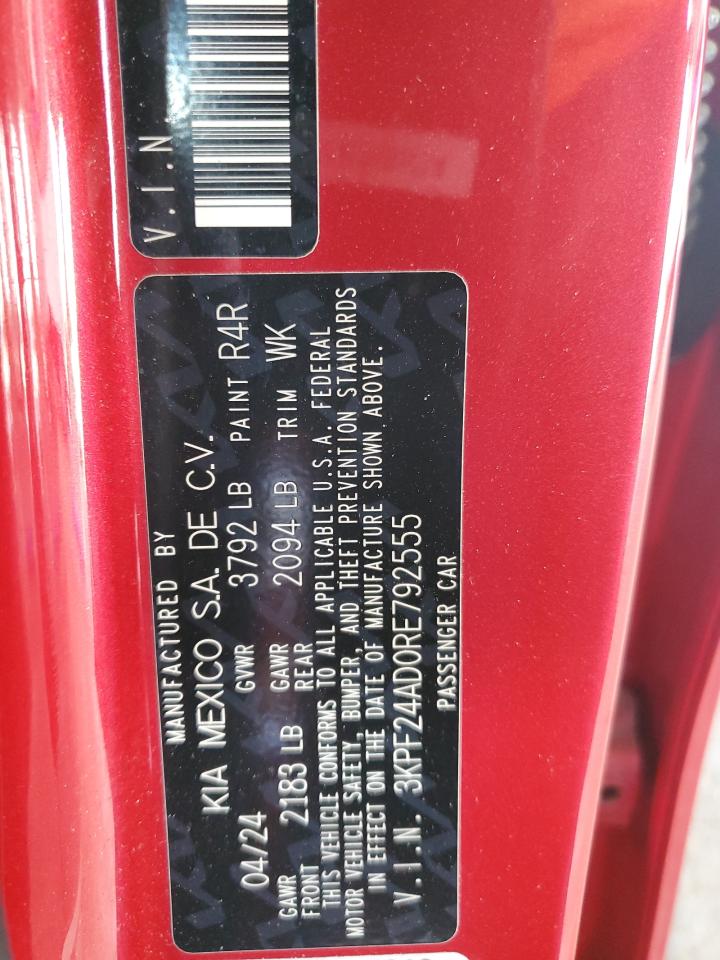 V.I.N.
MANUFACTURED BY
KIA MEXICO S.A. DE C.V.
04/24 GVWR 3792 LB PAINT R4R
GAWR FRONT 2183 LB GAWR REAR 2094 LB TRIM WK
THIS VEHICLE CONFORMS TO ALL APPLICABLE U.S.A. FEDERAL
MOTOR VEHICLE SAFETY, BUMPER, AND THEFT PREVENTION STANDARDS
IN EFFECT ON THE DATE OF MANUFACTURE SHOWN ABOVE.
V.I.N. 3KPF24AD0RE792555
PASSENGER CAR